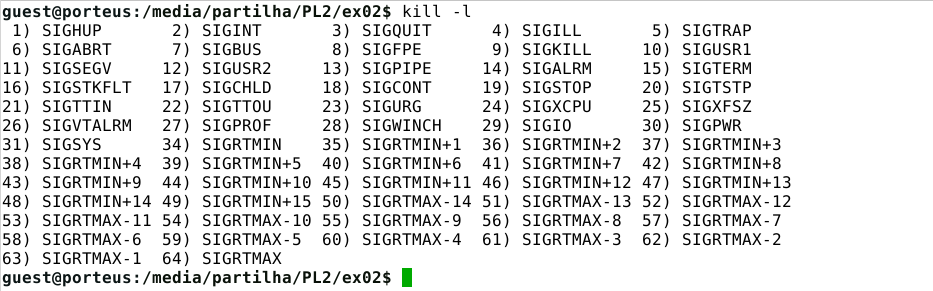 guest@porteus:/media/partilha/PL2/ex02$ kill -l
1) SIGHUP 2) SIGINT 3) SIGQUIT 4) SIGILL 5) SIGTRAP
6) SIGABRT 7) SIGBUS 8) SIGFPE 9) SIGKILL 10) SIGUSR1
11) SIGSEGV 12) SIGUSR2 13) SIGPIPE 14) SIGALRM 15) SIGTERM
16) SIGSTKFLT 17) SIGCHLD 18) SIGCONT 19) SIGSTOP 20) SIGTSTP
21) SIGTTIN 22) SIGTTOU 23) SIGURG 24) SIGXCPU 25) SIGXFSZ
26) SIGVTALRM 27) SIGPROF 28) SIGWINCH 29) SIGIO 30) SIGPWR
31) SIGSYS 34) SIGRTMIN 35) SIGRTMIN+1 36) SIGRTMIN+2 37) SIGRTMIN+3
38) SIGRTMIN+4 39) SIGRTMIN+5 40) SIGRTMIN+6 41) SIGRTMIN+7 42) SIGRTMIN+8
43) SIGRTMIN+9 44) SIGRTMIN+10 45) SIGRTMIN+11 46) SIGRTMIN+12 47) SIGRTMIN+13
48) SIGRTMIN+14 49) SIGRTMIN+15 50) SIGRTMAX-14 51) SIGRTMAX-13 52) SIGRTMAX-12
53) SIGRTMAX-11 54) SIGRTMAX-10 55) SIGRTMAX-9 56) SIGRTMAX-8 57) SIGRTMAX-7
58) SIGRTMAX-6 59) SIGRTMAX-5 60) SIGRTMAX-4 61) SIGRTMAX-3 62) SIGRTMAX-2
63) SIGRTMAX-1 64) SIGRTMAX
guest@porteus:/media/partilha/PL2/ex02$